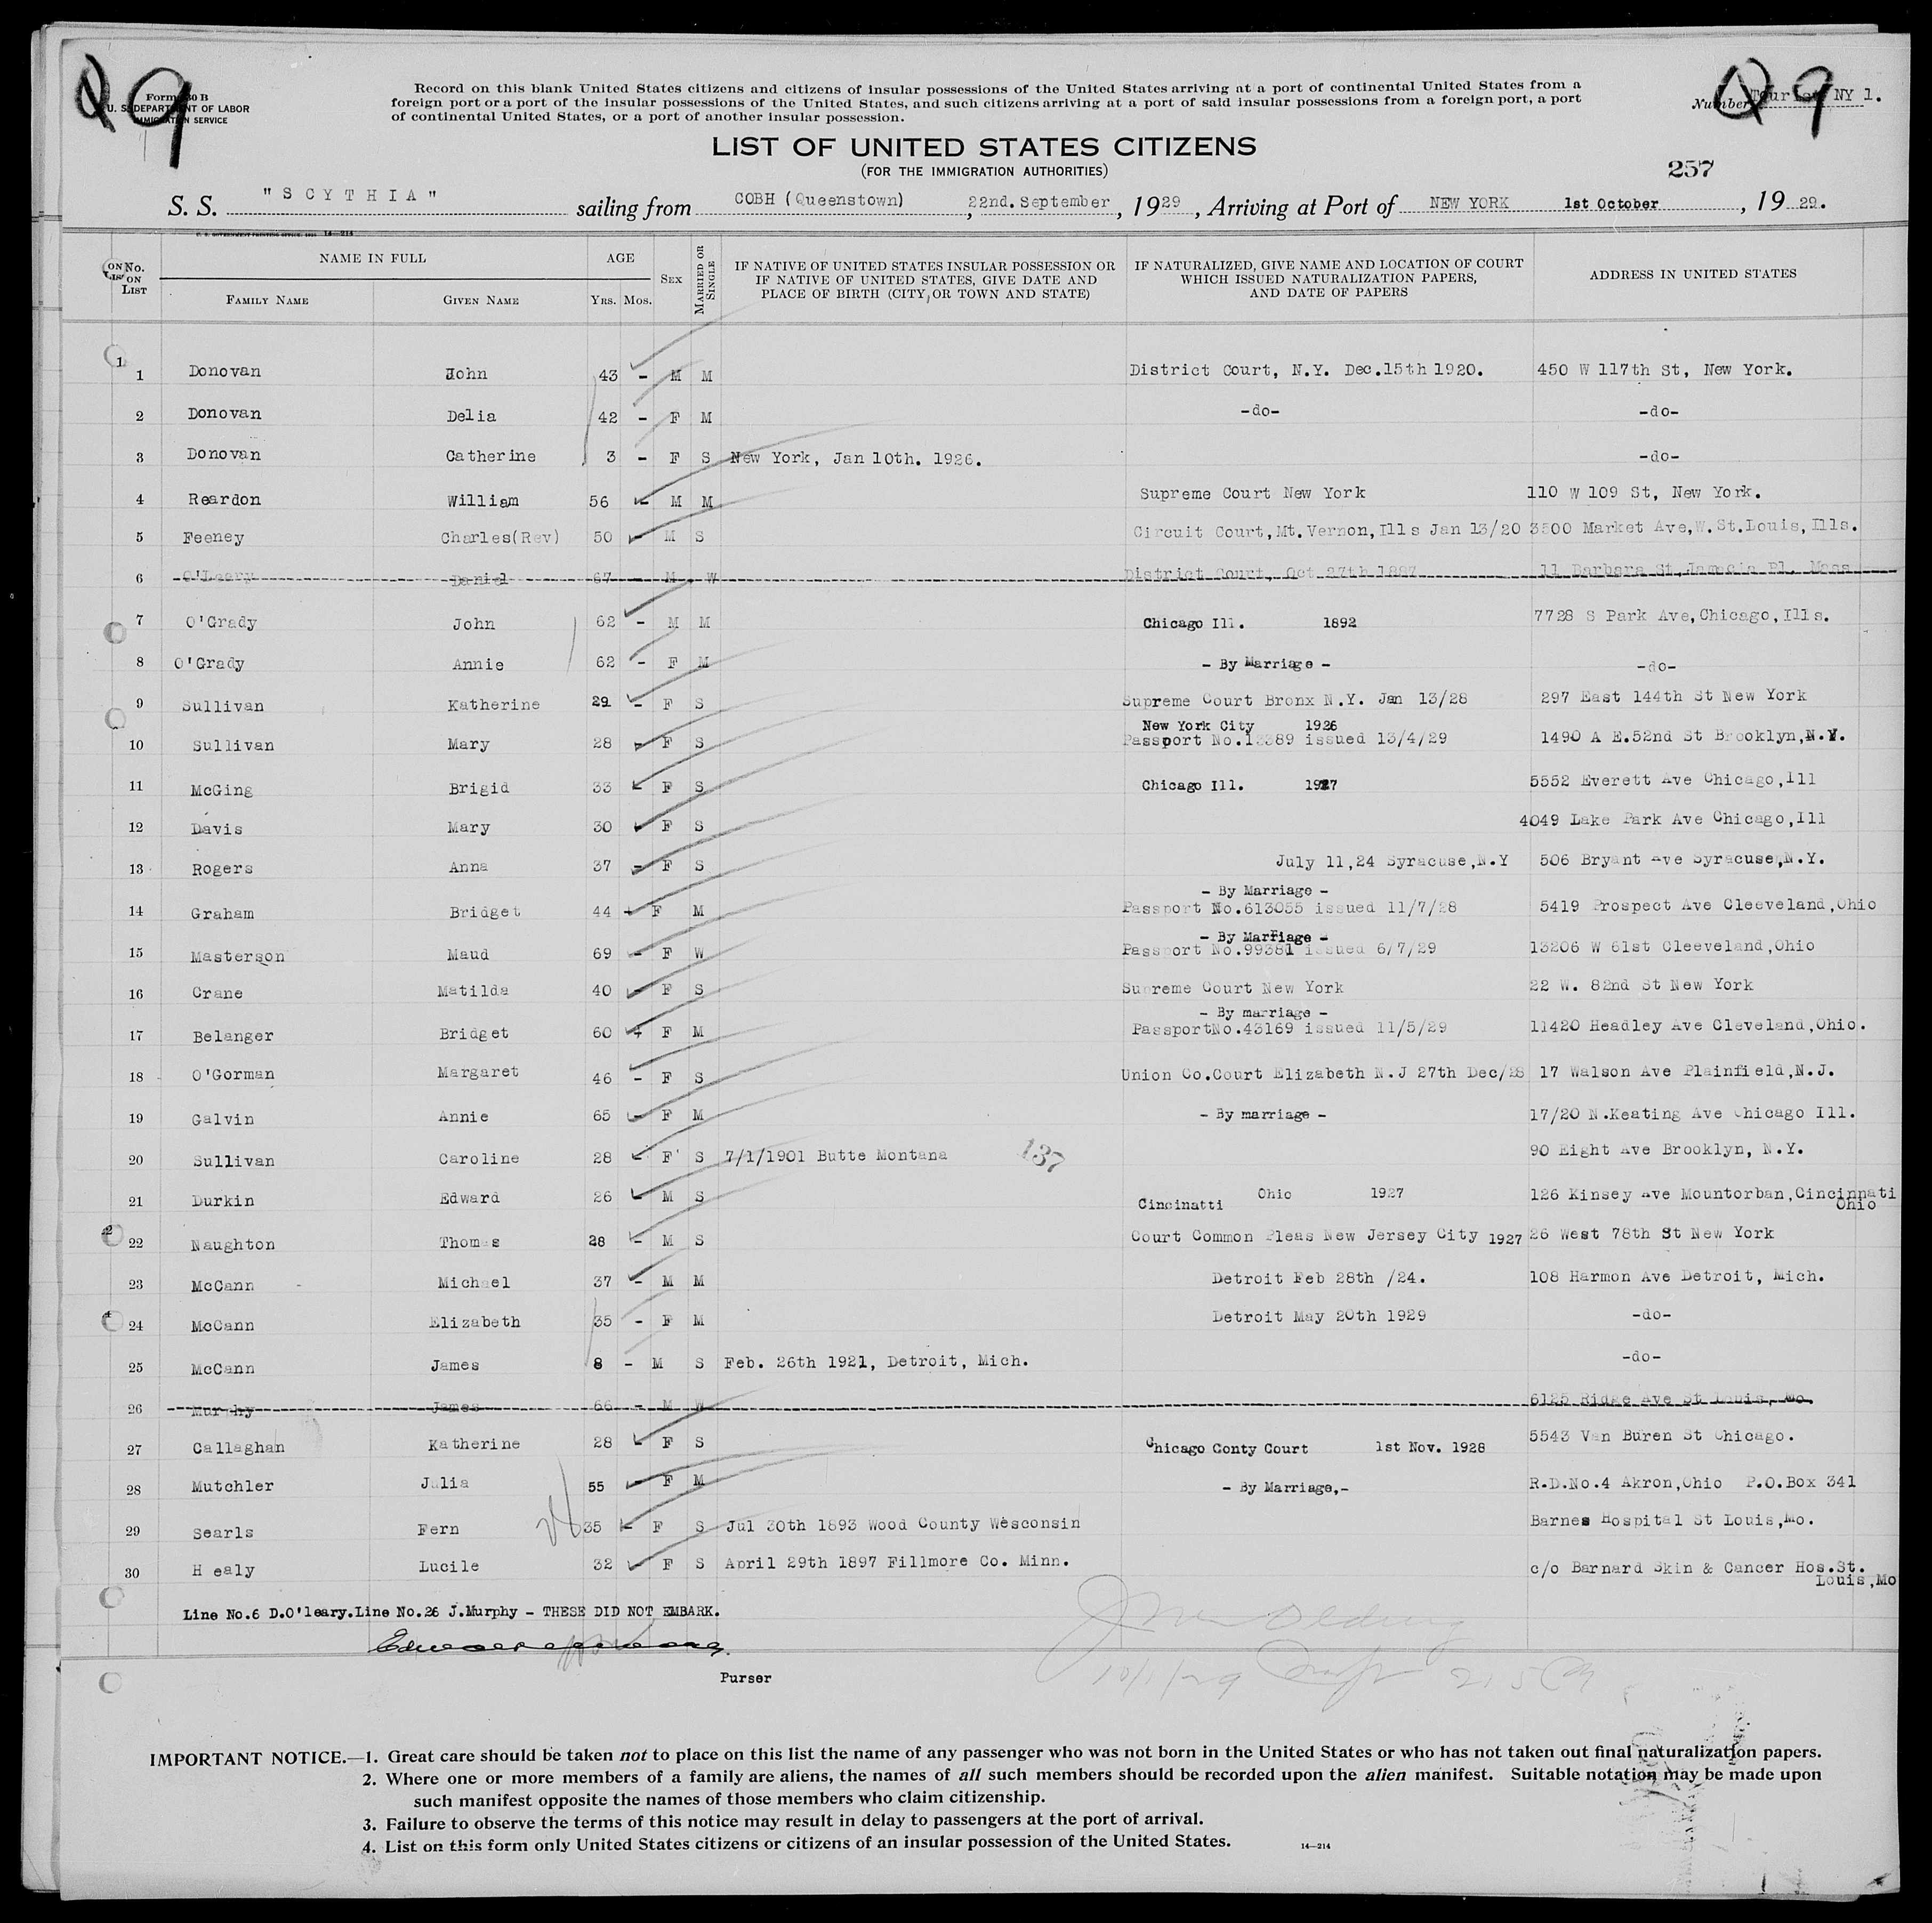 Q 9
Form 630 B
U. S. DEPARTMENT OF LABOR
IMMIGRATION SERVICE
Record on this blank United States citizens and citizens of insular possessions of the United States arriving at a port of continental United States from a
foreign port or a port of the insular possessions of the United States, and such citizens arriving at a port of said insular possessions from a foreign port, a port
of continental United States, or a port of another insular possession.
Number Tourist NY 1.
Q 9
LIST OF UNITED STATES CITIZENS
(FOR THE IMMIGRATION AUTHORITIES)
257
S. S. "SCYTHIA" sailing from COBH (Queenstown), 22nd. September, 1929, Arriving at Port of NEW YORK 1st October, 1929.
No. ON LIST NAME IN FULL AGE SEX MARRIED OR SINGLE IF NATIVE OF UNITED STATES INSULAR POSSESSION OR IF NATIVE OF UNITED STATES, GIVE DATE AND PLACE OF BIRTH (CITY, OR TOWN AND STATE) IF NATURALIZED, GIVE NAME AND LOCATION OF COURT WHICH ISSUED NATURALIZATION PAPERS, AND DATE OF PAPERS ADDRESS IN UNITED STATES
FAMILY NAME GIVEN NAME YRS. MOS.
1 Donovan John 43 - M M District Court, N.Y. Dec.15th 1920. 450 W 117th St, New York.
2 Donovan Delia 42 - F M -do- -do-
3 Donovan Catherine 3 - F S New York, Jan 10th. 1926. -do-
4 Reardon William 56 - M M Supreme Court New York 110 W 109 St, New York.
5 Feeney Charles(Rev) 50 - M S Circuit Court, Mt. Vernon, Ills Jan 13/20 3500 Market Ave, W. St. Louis, Ills.
6 O'Leary Daniel 67 - M W District Court, Oct 27th 1887 11 Barbara St, Jamacia Pl. Mass
7 O'Grady John 62 - M M Chicago Ill. 1892 7728 S Park Ave, Chicago, Ills.
8 O'Grady Annie 62 - F M - By Marriage - -do-
9 Sullivan Katherine 29 - F S Supreme Court Bronx N.Y. Jan 13/28 297 East 144th St New York
New York City 1926
10 Sullivan Mary 28 - F S Passport No. issued 13/4/29 1490 A E.52nd St Brooklyn, N.Y.
11 McGing Brigid 33 - F S Chicago Ill. 1927 5552 Everett Ave Chicago, Ill
12 Davis Mary 30 - F S 4049 Lake Park Ave Chicago, Ill
13 Rogers Anna 37 - F S July 11,24 Syracuse, N.Y 506 Bryant Ave Syracuse, N.Y.
- By Marriage -
14 Graham Bridget 44 - F M Passport No.613055 issued 11/7/28 5419 Prospect Ave Cleeveland, Ohio
- By Marriage -
15 Masterson Maud 69 - F W Passport No.99381 issued 6/7/29 13206 W 61st Cleeveland, Ohio
16 Crane Matilda 40 - F S Supreme Court New York 22 W. 82nd St New York
- By marriage -
17 Belanger Bridget 60 - F M PassportNo.43169 issued 11/5/29 11420 Headley Ave Cleveland, Ohio.
18 O'Gorman Margaret 46 - F S Union Co.Court Elizabeth N.J 27th Dec/28 17 Walson Ave Plainfield, N.J.
19 Galvin Annie 65 - F M - By marriage - 17/20 N.Keating Ave Chicago Ill.
20 Sullivan Caroline 28 - F S 7/1/1901 Butte Montana 137 90 Eight Ave Brooklyn, N.Y.
21 Durkin Edward 26 - M S Cincinatti Ohio 1927 126 Kinsey Ave Mountorban, Cincinnati
Ohio
22 Naughton Thomas 28 - M S Court Common Pleas New Jersey City 1927 26 West 78th St New York
23 McCann Michael 37 - M M Detroit Feb 28th /24. 108 Harmon Ave Detroit, Mich.
24 McCann Elizabeth 35 - F M Detroit May 20th 1929 -do-
25 McCann James 8 - M S Feb. 26th 1921, Detroit, Mich. -do-
26 Murphy James 66 - M W 6125 Ridge Ave St Louis, Mo.
27 Callaghan Katherine 28 - F S Chicago Conty Court 1st Nov. 1928 5543 Van Buren St Chicago.
28 Mutchler Julia 55 - F M - By Marriage,- R.D.No.4 Akron, Ohio P.O.Box 341
29 Searls Fern 35 - F S Jul 30th 1893 Wood County Wesconsin Barnes Hospital St Louis, Mo.
30 Healy Lucile 32 - F S April 29th 1897 Fillmore Co. Minn. c/o Barnard Skin & Cancer Hos. St.
Louis, Mo
Line No.6 D.O'leary. Line No.26 J. Murphy - THESE DID NOT EMBARK.
Purser
10/1/29
IMPORTANT NOTICE.—1. Great care should be taken not to place on this list the name of any passenger who was not born in the United States or who has not taken out final naturalization papers.
2. Where one or more members of a family are aliens, the names of all such members should be recorded upon the alien manifest. Suitable notation may be made upon
such manifest opposite the names of those members who claim citizenship.
3. Failure to observe the terms of this notice may result in delay to passengers at the port of arrival.
4. List on this form only United States citizens or citizens of an insular possession of the United States.
14—214